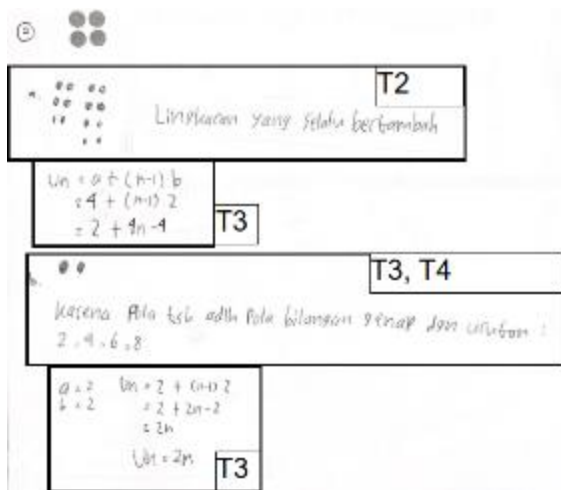 ②
T2
a. Lingkaran yang selalu bertambah
Un = a + (n-1) b
= 4 + (n-1) 2
= 2 + 4n - 4
T3
T3, T4
b.
Karena Pola tsb adlh Pola bilangan genap dan urutan :
2, 4, 6, 8
a = 2 Un = 2 + (n-1) 2
b = 2 = 2 + 2n - 2
= 2n
Un = 2n
T3